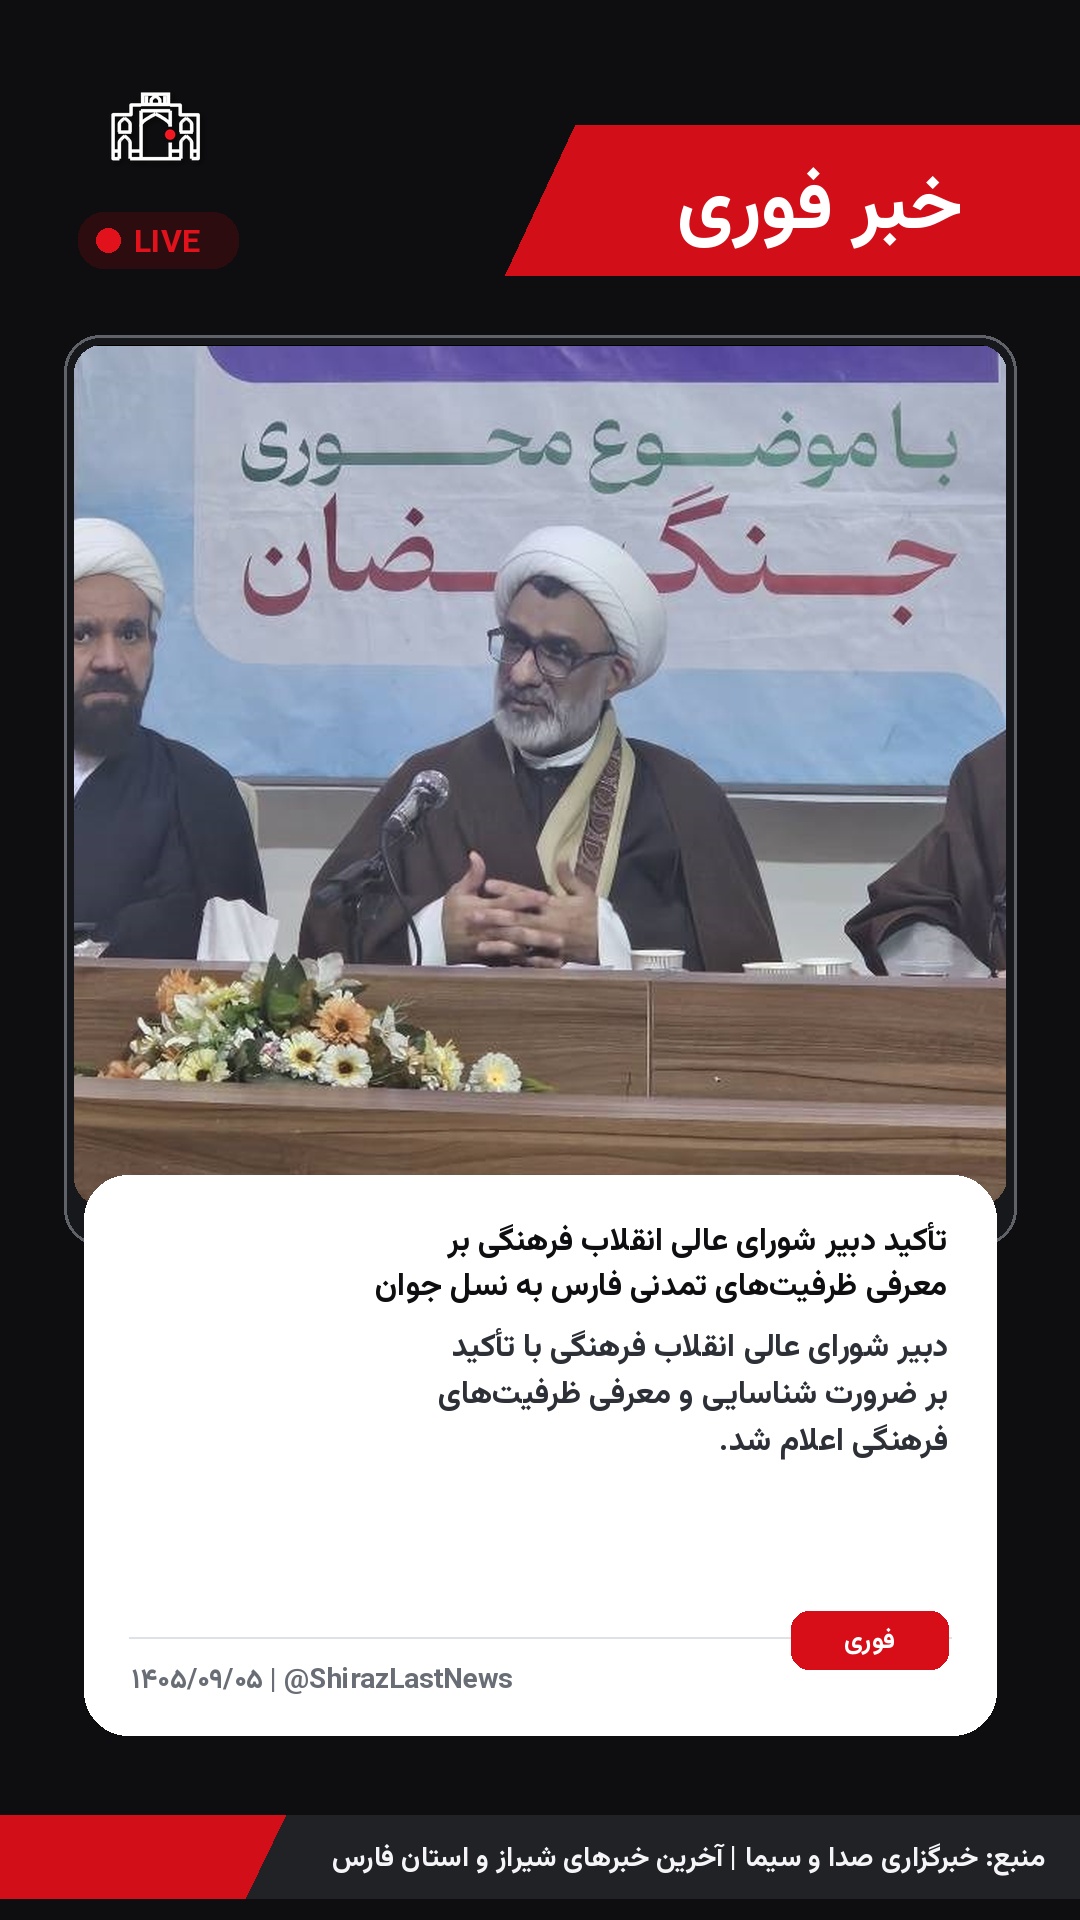 خبر فوری
LIVE
با موضوع محوری
جنگ
تأکید دبیر شورای عالی انقلاب فرهنگی بر
معرفی ظرفیت‌های تمدنی فارس به نسل جوان
دبیر شورای عالی انقلاب فرهنگی با تأکید
بر ضرورت شناسایی و معرفی ظرفیت‌های
فرهنگی اعلام شد.
فوری
۱۴۰۵/۰۹/۰۵ | @ShirazLastNews
منبع: خبرگزاری صدا و سیما | آخرین خبرهای شیراز و استان فارس